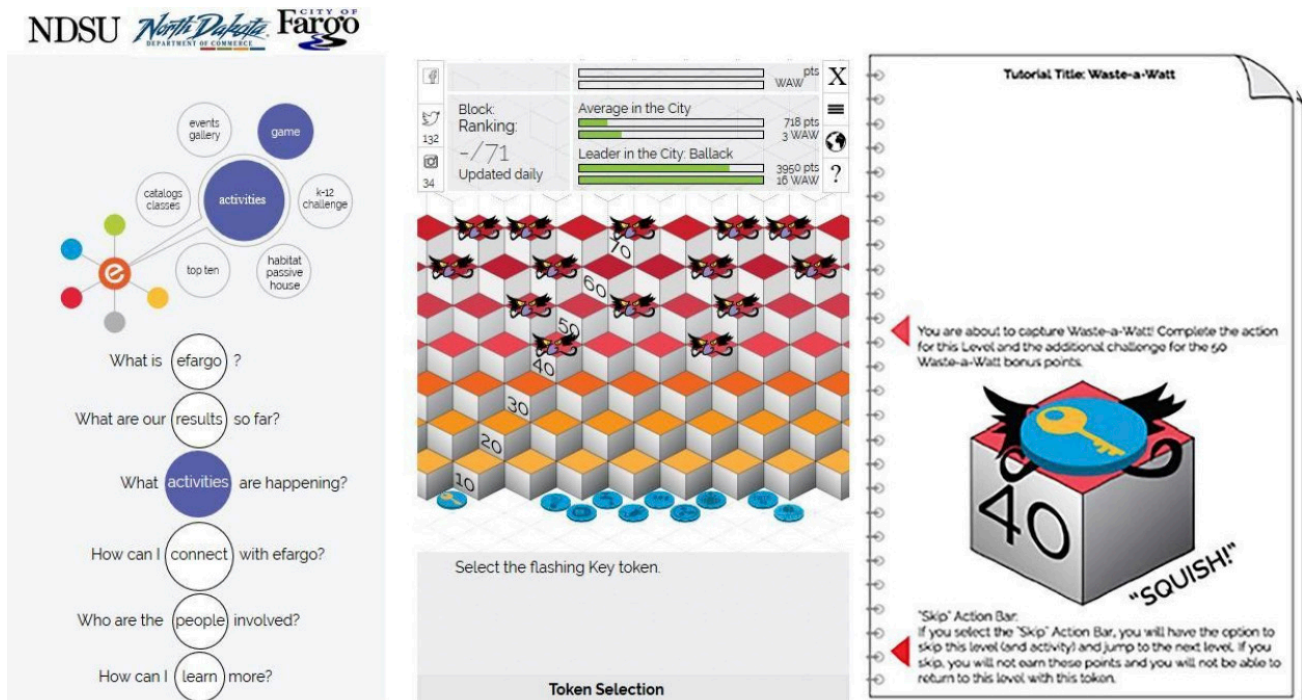 NDSU North Dakota CITY OF Fargo
DEPARTMENT OF COMMERCE
events gallery
game
catalogs classes
activities
k-12 challenge
top ten
habitat passive house
e
What is efargo ?
What are our results so far?
What activities are happening?
How can I connect with efargo?
Who are the people involved?
How can I learn more?
pts
WAW
X
Block:
Ranking:
-/71
Updated daily
132
34
Average in the City
718 pts
3 WAW
Leader in the City: Ballack
3950 pts
16 WAW
?
70
60
50
40
30
20
10
Select the flashing Key token.
Token Selection
Tutorial Title: Waste-a-Watt
You are about to capture Waste-a-Watt! Complete the action
for this Level and the additional challenge for the 50
Waste-a-Watt bonus points.
40
"SQUISH!"
"Skip" Action Bar:
If you select the "Skip" Action Bar, you will have the option to
skip this level (and activity) and jump to the next level. If you
skip, you will not earn these points and you will not be able to
return to this level with this token.